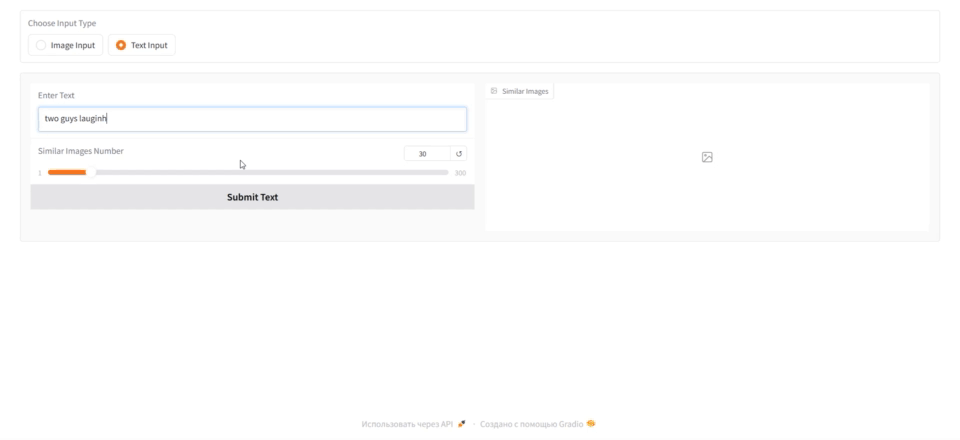 Choose Input Type
Image Input Text Input
Enter Text
Similar Images
two guys lauginh
Similar Images Number
30
1
300
Submit Text
Использовать через API · Создано с помощью Gradio